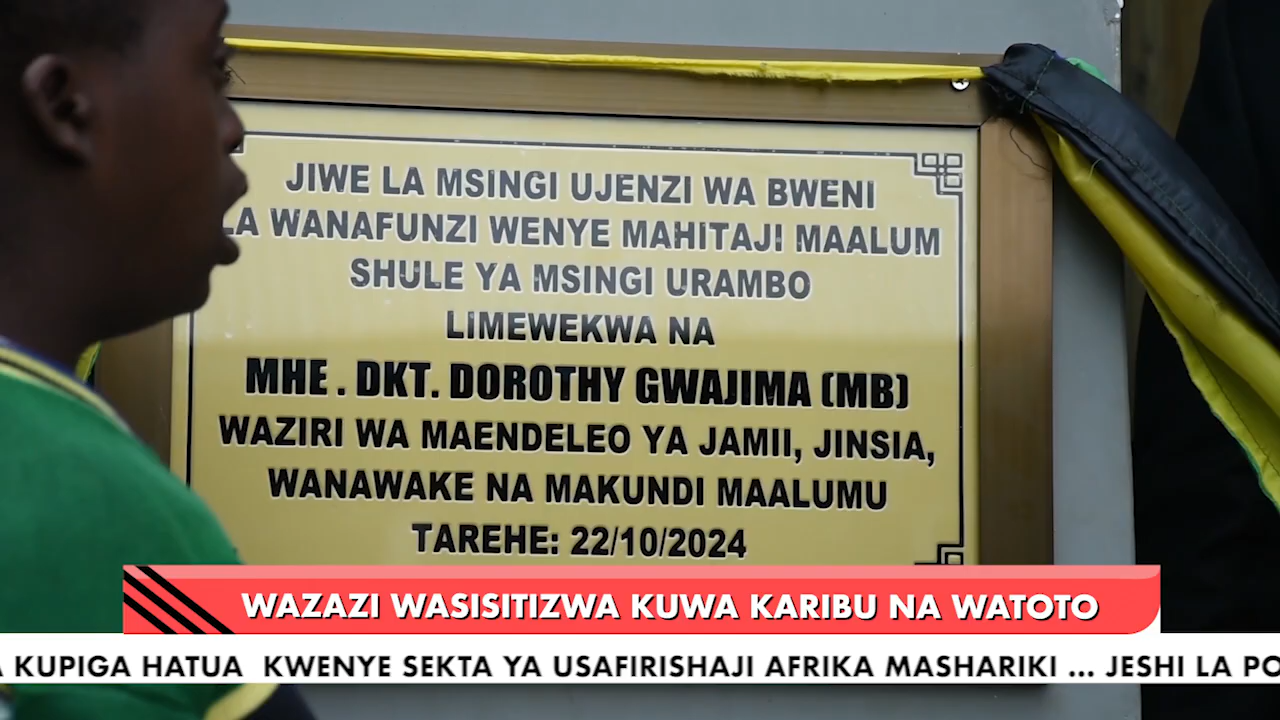 JIWE LA MSINGI UJENZI WA BWENI
LA WANAFUNZI WENYE MAHITAJI MAALUM
SHULE YA MSINGI URAMBO
LIMEWEKWA NA
MHE . DKT. DOROTHY GWAJIMA (MB)
WAZIRI WA MAENDELEO YA JAMII, JINSIA,
WANAWAKE NA MAKUNDI MAALUMU
TAREHE: 22/10/2024
WAZAZI WASISITIZWA KUWA KARIBU NA WATOTO
KUPIGA HATUA KWENYE SEKTA YA USAFIRISHAJI AFRIKA MASHARIKI ... JESHI LA